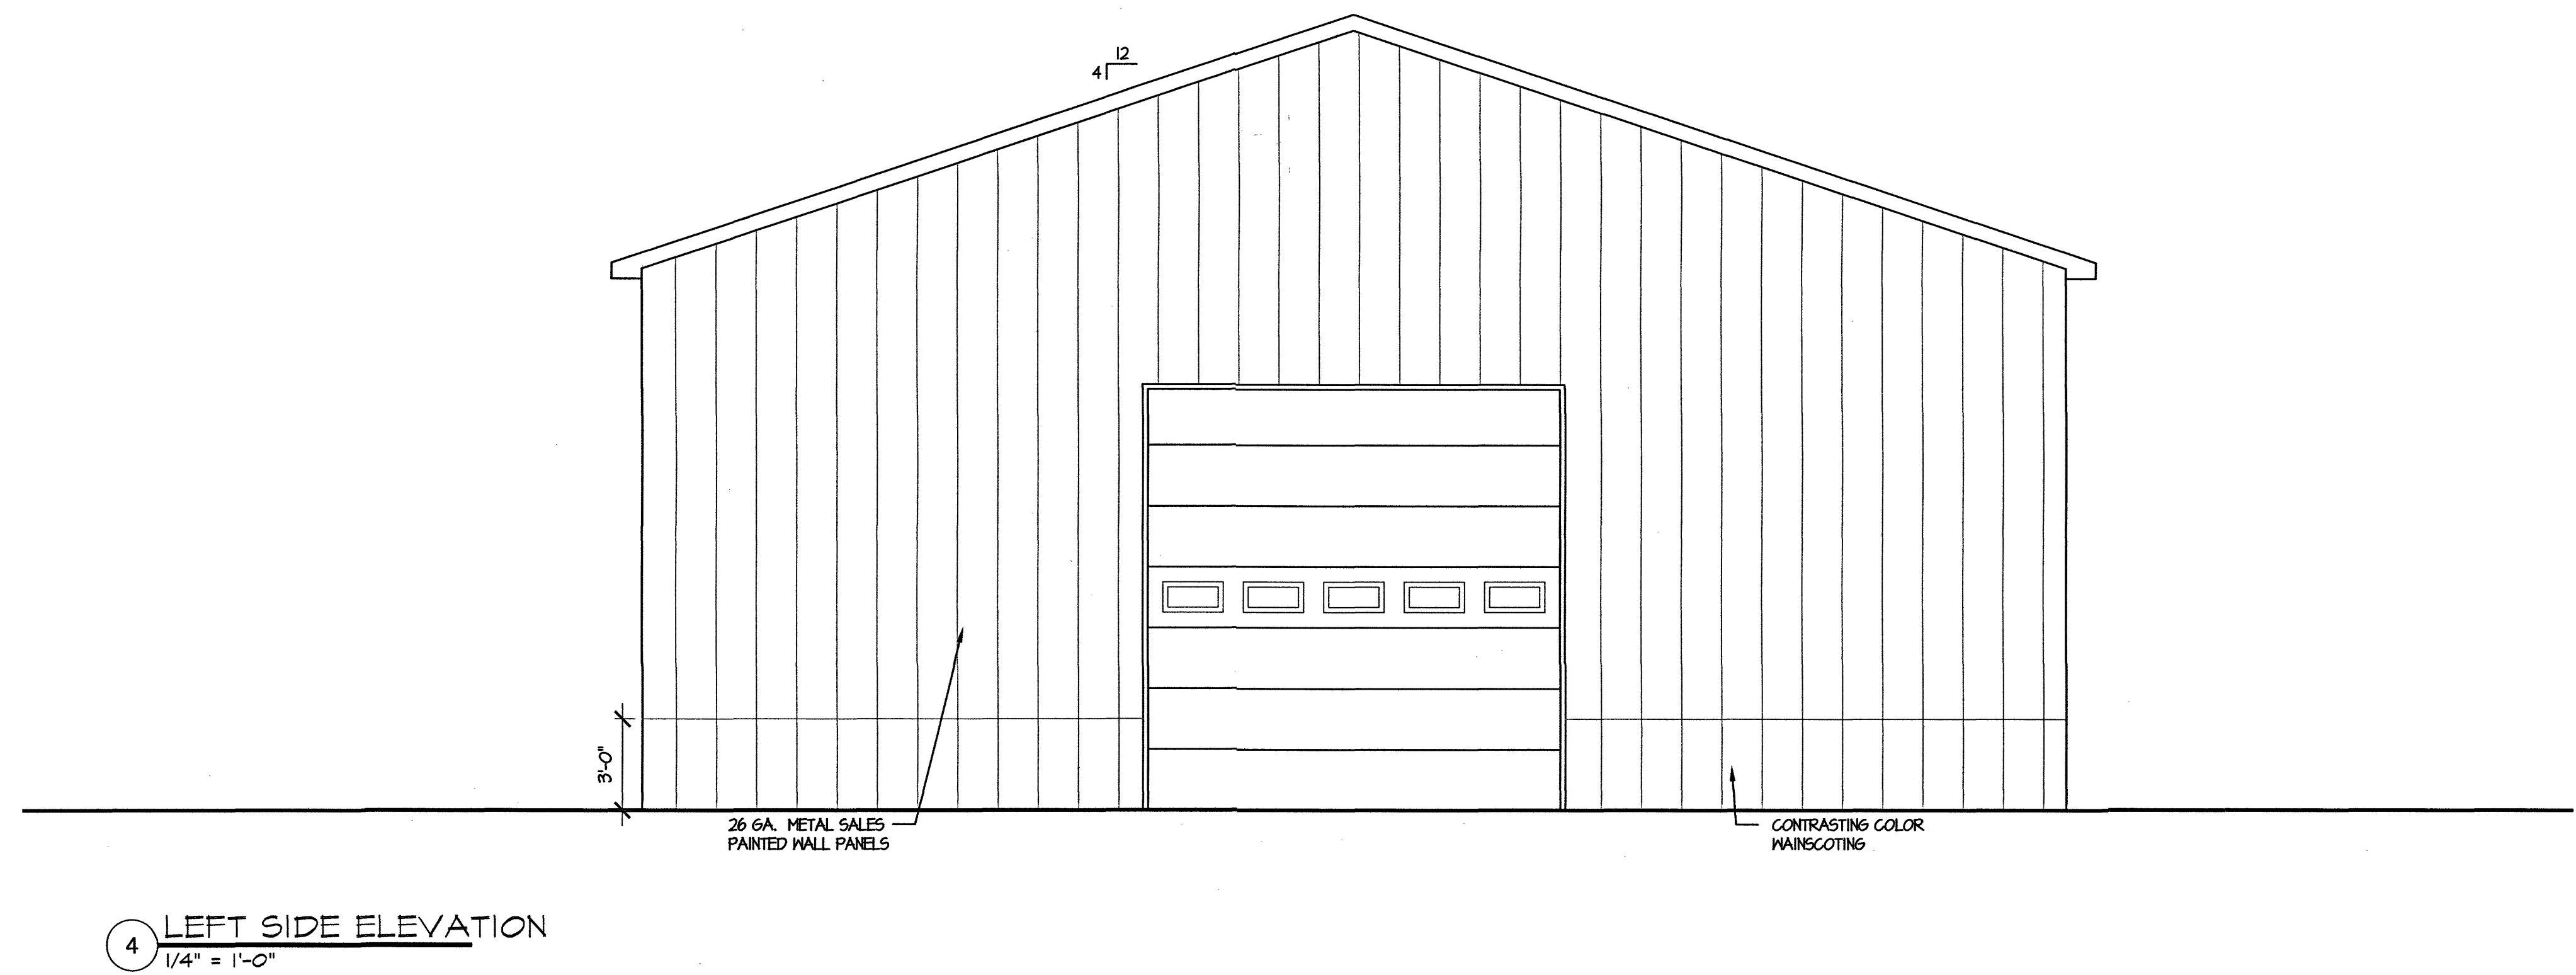 12
4
3'-0"
26 GA. METAL SALES
PAINTED WALL PANELS
CONTRASTING COLOR
WAINSCOTING
4
LEFT SIDE ELEVATION
1/4" = 1'-0"